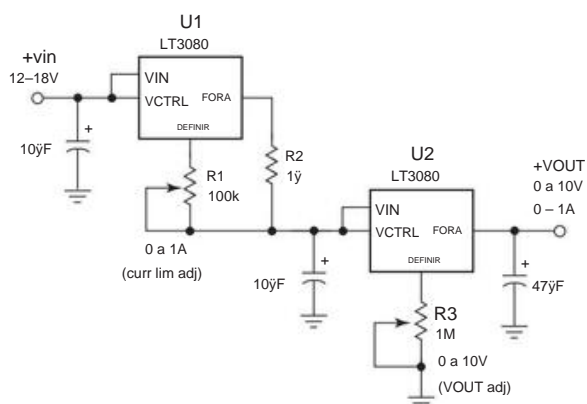 U1
LT3080
+vin
12–18V
VIN
VCTRL
FORA
DEFINIR
10ÿF
+
R1
100k
R2
1ÿ
0 a 1A
(curr lim adj)
U2
LT3080
VIN
VCTRL
FORA
DEFINIR
+VOUT
0 a 10V
0 – 1A
10ÿF
+
47ÿF
+
R3
1M
0 a 10V
(VOUT adj)